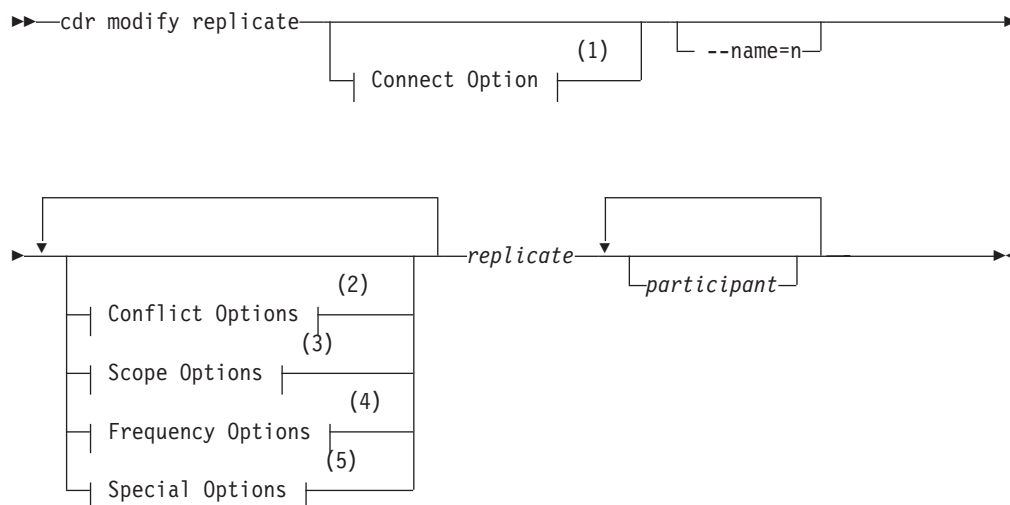 cdr modify replicate
(1)
Connect Option
--name=n
replicate
participant
(2)
Conflict Options
(3)
Scope Options
(4)
Frequency Options
(5)
Special Options